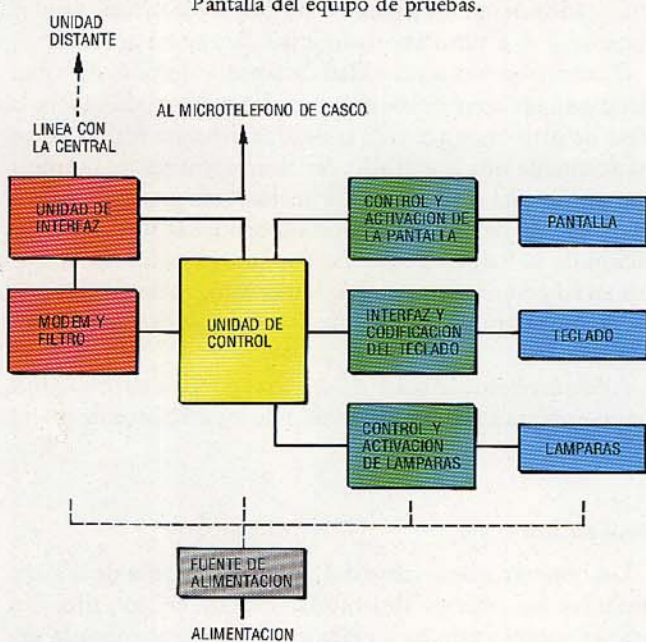 Pantalla del equipo de pruebas.
UNIDAD
DISTANTE
LINEA CON
LA CENTRAL
AL MICROTELEFONO DE CASCO
UNIDAD DE
INTERFAZ
CONTROL Y
ACTIVACION DE
LA PANTALLA
PANTALLA
MODEM Y
FILTRO
UNIDAD DE
CONTROL
INTERFAZ Y
CODIFICACION
DEL TECLADO
TECLADO
CONTROL Y
ACTIVACION
DE LAMPARAS
LAMPARAS
FUENTE DE
ALIMENTACION
ALIMENTACION